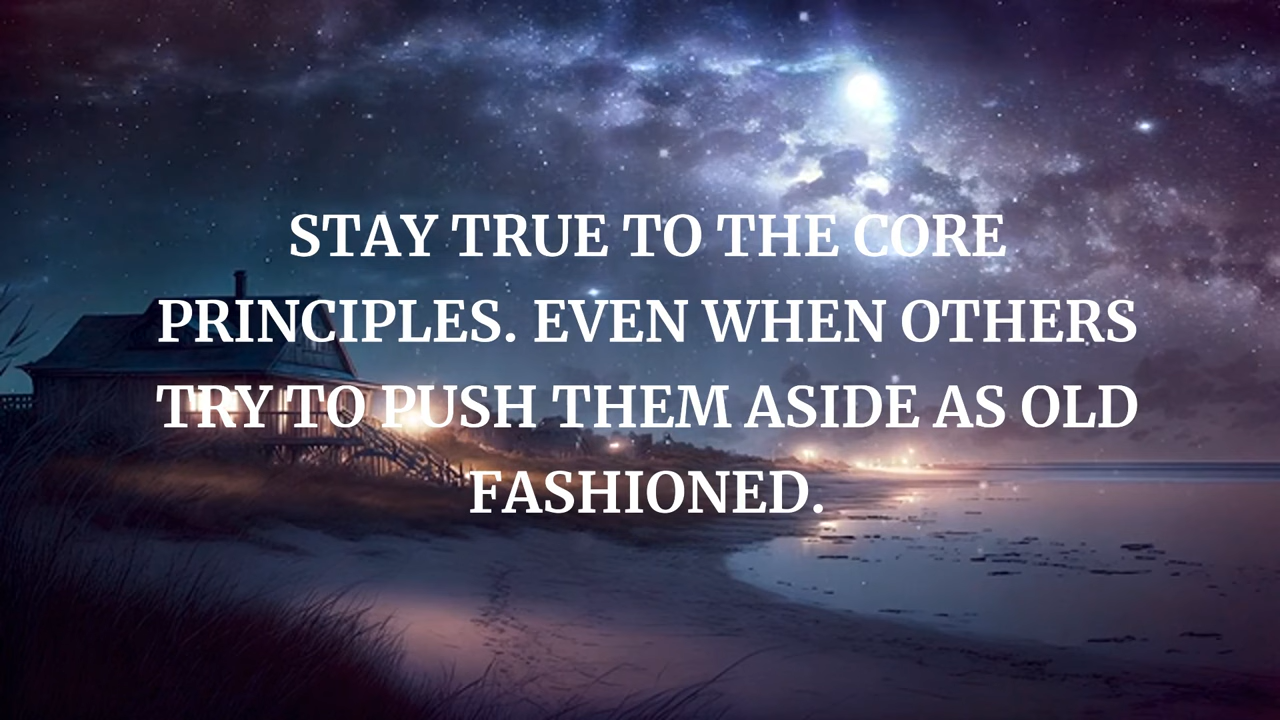 STAY TRUE TO THE CORE
PRINCIPLES. EVEN WHEN OTHERS
TRY TO PUSH THEM ASIDE AS OLD
FASHIONED.